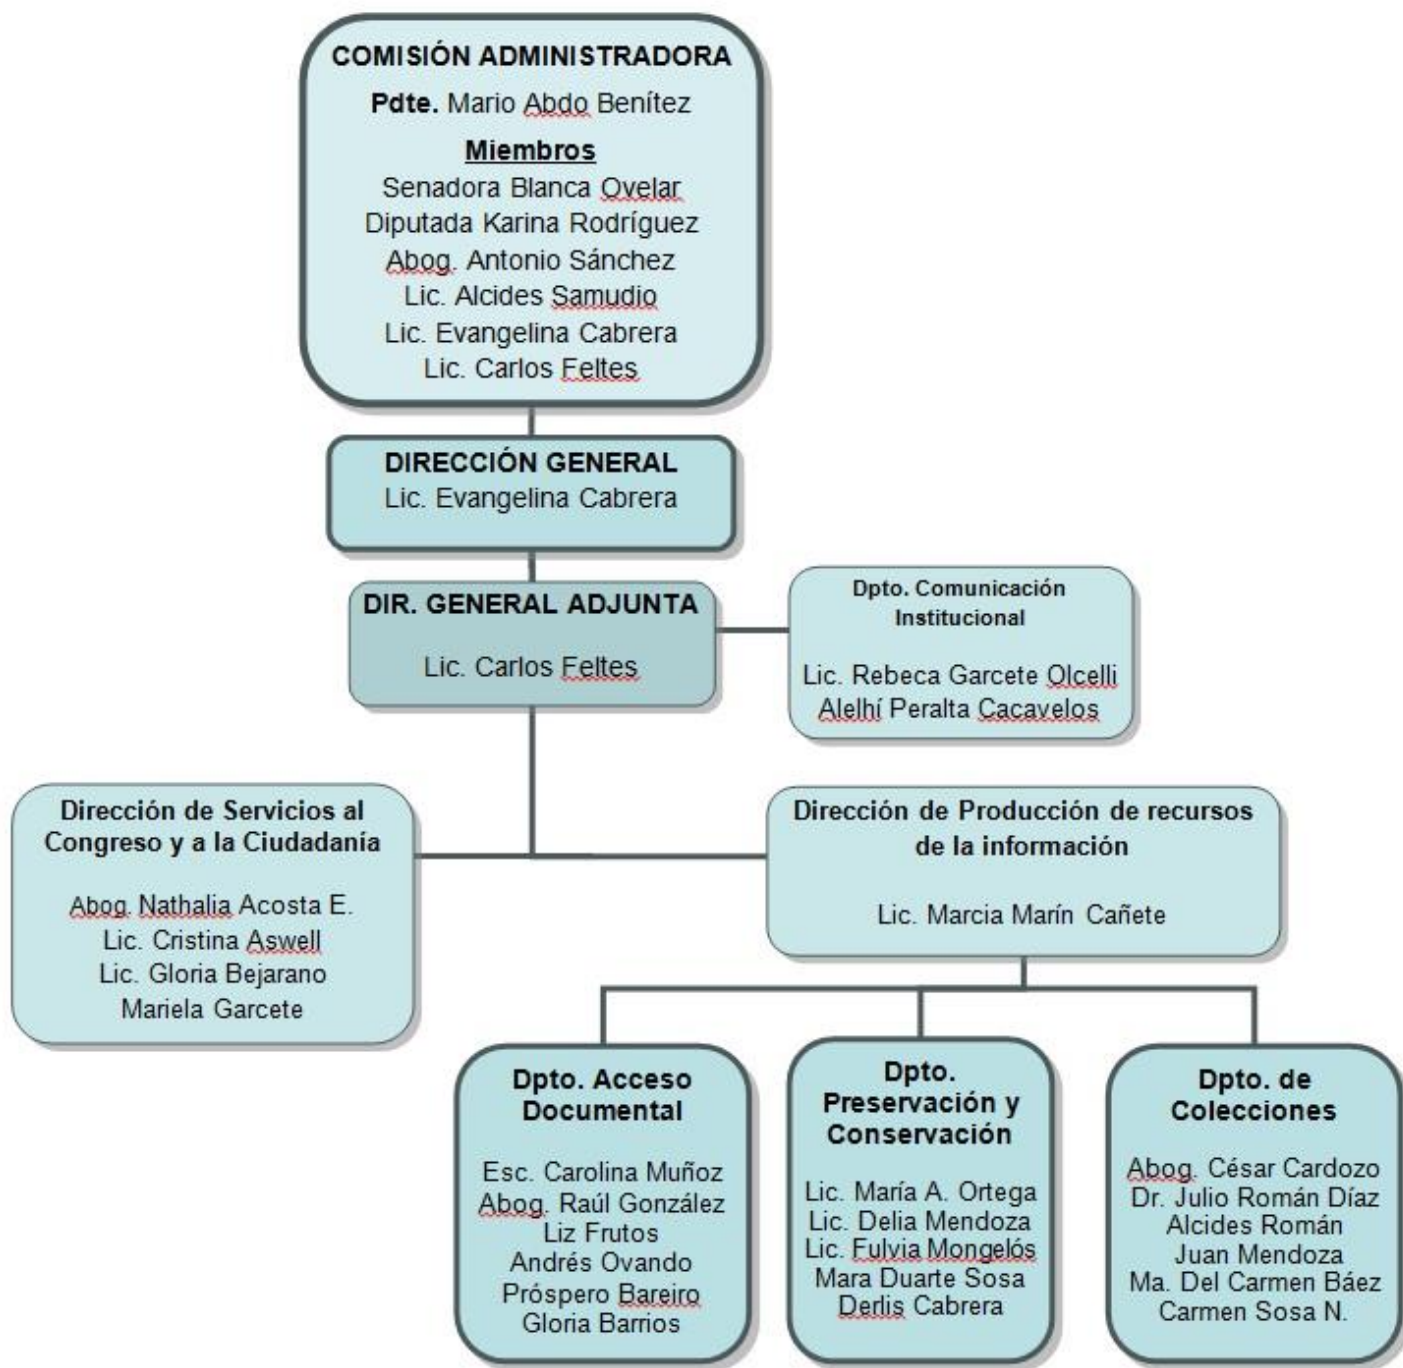 COMISIÓN ADMINISTRADORA
Pdte. Mario Abdo Benítez
Miembros
Senadora Blanca Ovelar
Diputada Karina Rodríguez
Abog. Antonio Sánchez
Lic. Alcides Samudio
Lic. Evangelina Cabrera
Lic. Carlos Feltes
DIRECCIÓN GENERAL
Lic. Evangelina Cabrera
DIR. GENERAL ADJUNTA
Lic. Carlos Feltes
Dpto. Comunicación
Institucional
Lic. Rebeca Garcete Olcelli
Alelhí Peralta Cacavelos
Dirección de Servicios al
Congreso y a la Ciudadanía
Abog. Nathalia Acosta E.
Lic. Cristina Aswell
Lic. Gloria Bejarano
Mariela Garcete
Dirección de Producción de recursos
de la información
Lic. Marcia Marín Cañete
Dpto. Acceso
Documental
Esc. Carolina Muñoz
Abog. Raúl González
Liz Frutos
Andrés Ovando
Próspero Bareiro
Gloria Barrios
Dpto.
Preservación y
Conservación
Lic. María A. Ortega
Lic. Delia Mendoza
Lic. Fulvia Mongelós
Mara Duarte Sosa
Derlis Cabrera
Dpto. de
Colecciones
Abog. César Cardozo
Dr. Julio Román Díaz
Alcides Román
Juan Mendoza
Ma. Del Carmen Báez
Carmen Sosa N.